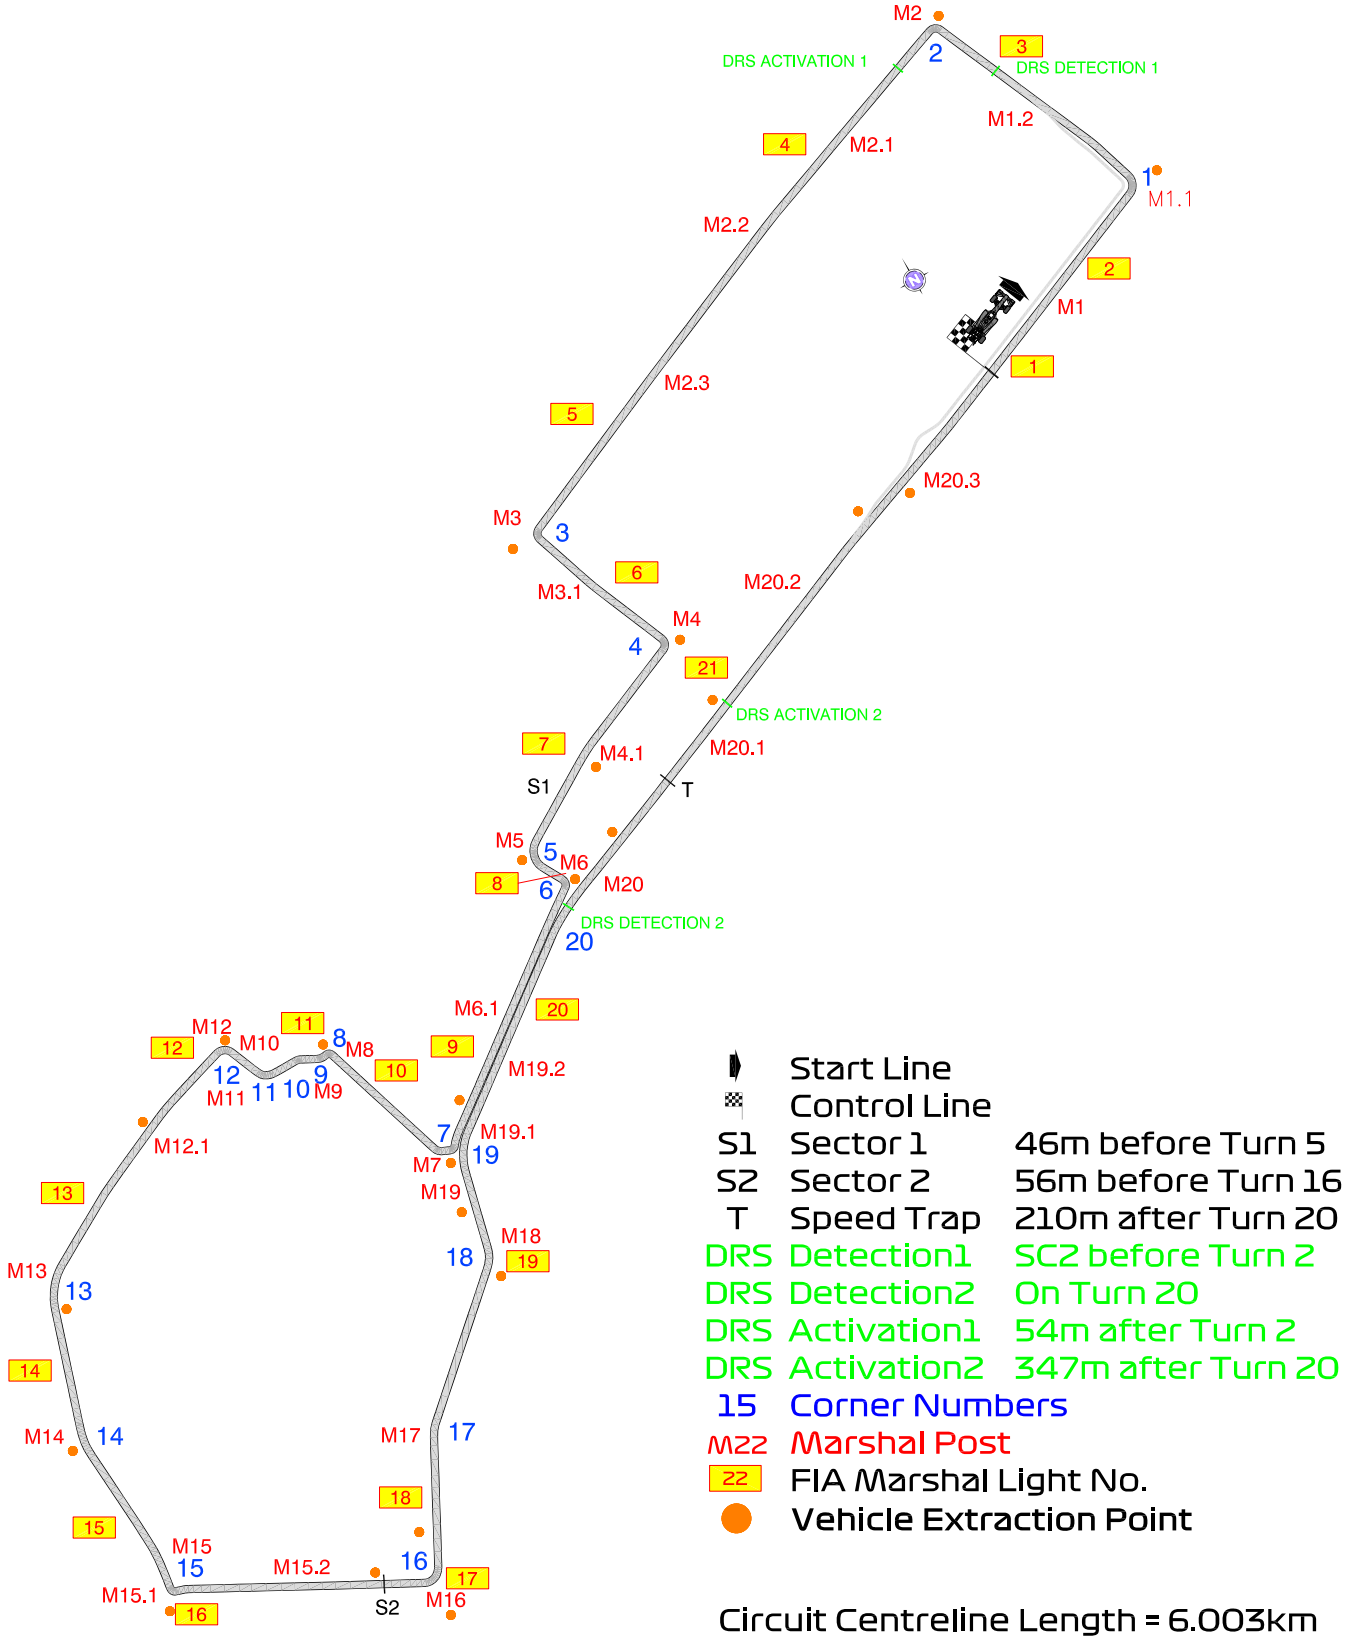 M2
3
DRS ACTIVATION 1
2
DRS DETECTION 1
M1.2
4
M2.1
1
M1.1
M2.2
2
N
M1
1
M2.3
5
M20.3
M3
3
6
M20.2
M3.1
M4
4
21
DRS ACTIVATION 2
7
M20.1
M4.1
S1
T
M5
5
M6
8
6
M20
DRS DETECTION 2
20
M6.1
20
11
M12
8
12
M10
M8
9
M19.2
12
11
10
9
10
M11
M9
7
M19.1
M12.1
19
M7
13
M19
M18
18
19
M13
13
14
M17
17
M14
14
18
15
M15
15
M15.2
16
17
M15.1
16
S2
M16
Start Line
Control Line
S1 Sector 1 46m before Turn 5
S2 Sector 2 56m before Turn 16
T Speed Trap 210m after Turn 20
DRS Detection1 SC2 before Turn 2
DRS Detection2 On Turn 20
DRS Activation1 54m after Turn 2
DRS Activation2 347m after Turn 20
15 Corner Numbers
M22 Marshal Post
22 FIA Marshal Light No.
Vehicle Extraction Point
Circuit Centreline Length = 6.003km